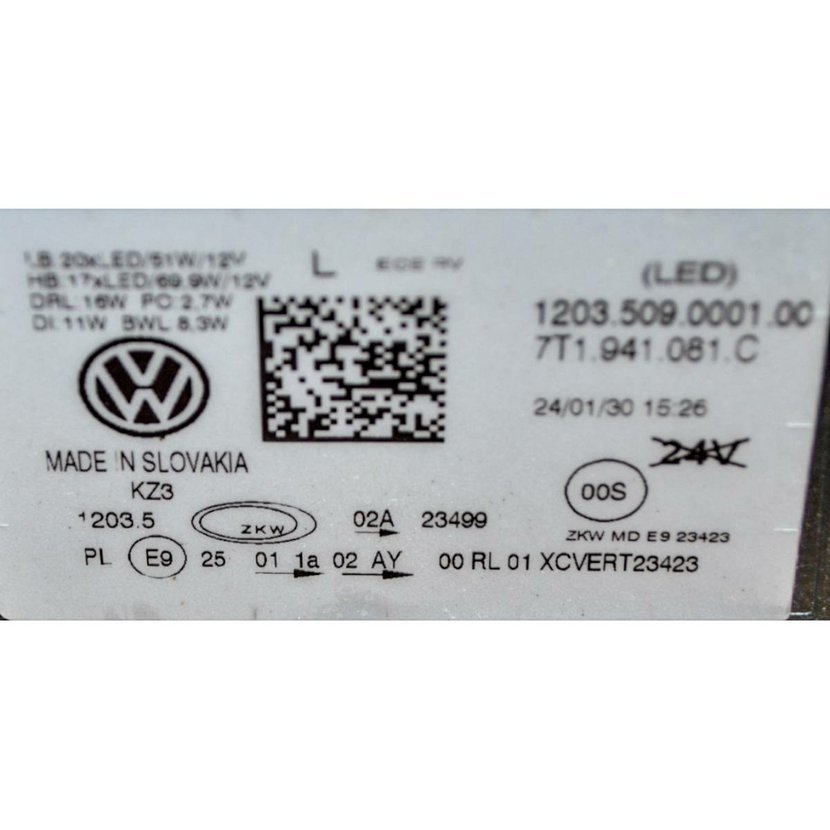 LB:20xLED/51W/12V
HB:17xLED/69.9W/12V
DRL:16W PO:2.7W
DI:11W BWL 8.3W
L
ECE RV
(LED)
1203.509.0001.00
7T1.941.081.C
24/01/30 15:26
24V
MADE IN SLOVAKIA
KZ3
00S
1203.5 ZKW 02A 23499
ZKW MD E9 23423
PL E9 25 01 1a 02 AY 00 RL 01 XCVERT23423